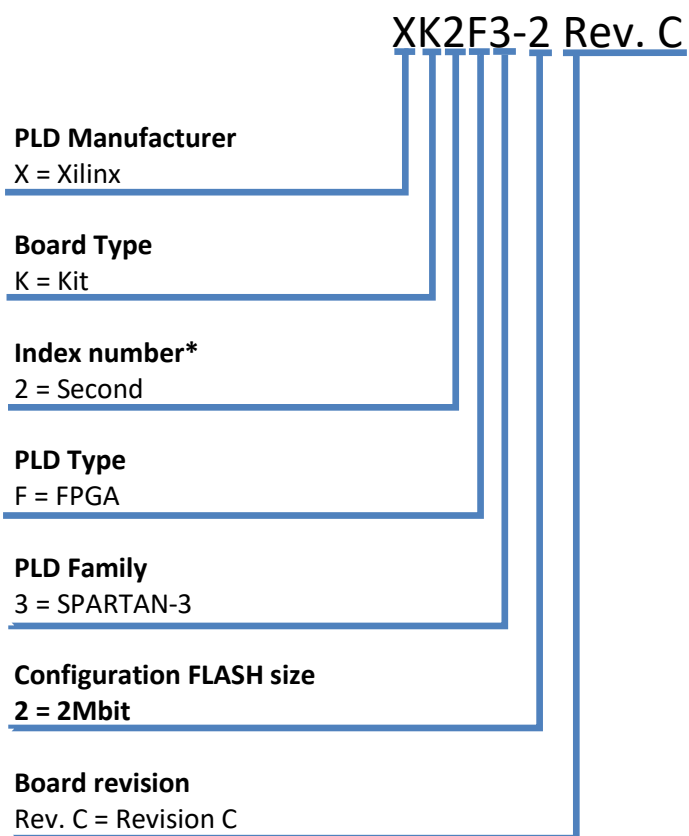 XK2F3-2 Rev. C
PLD Manufacturer
X = Xilinx
Board Type
K = Kit
Index number*
2 = Second
PLD Type
F = FPGA
PLD Family
3 = SPARTAN-3
Configuration FLASH size
2 = 2Mbit
Board revision
Rev. C = Revision C